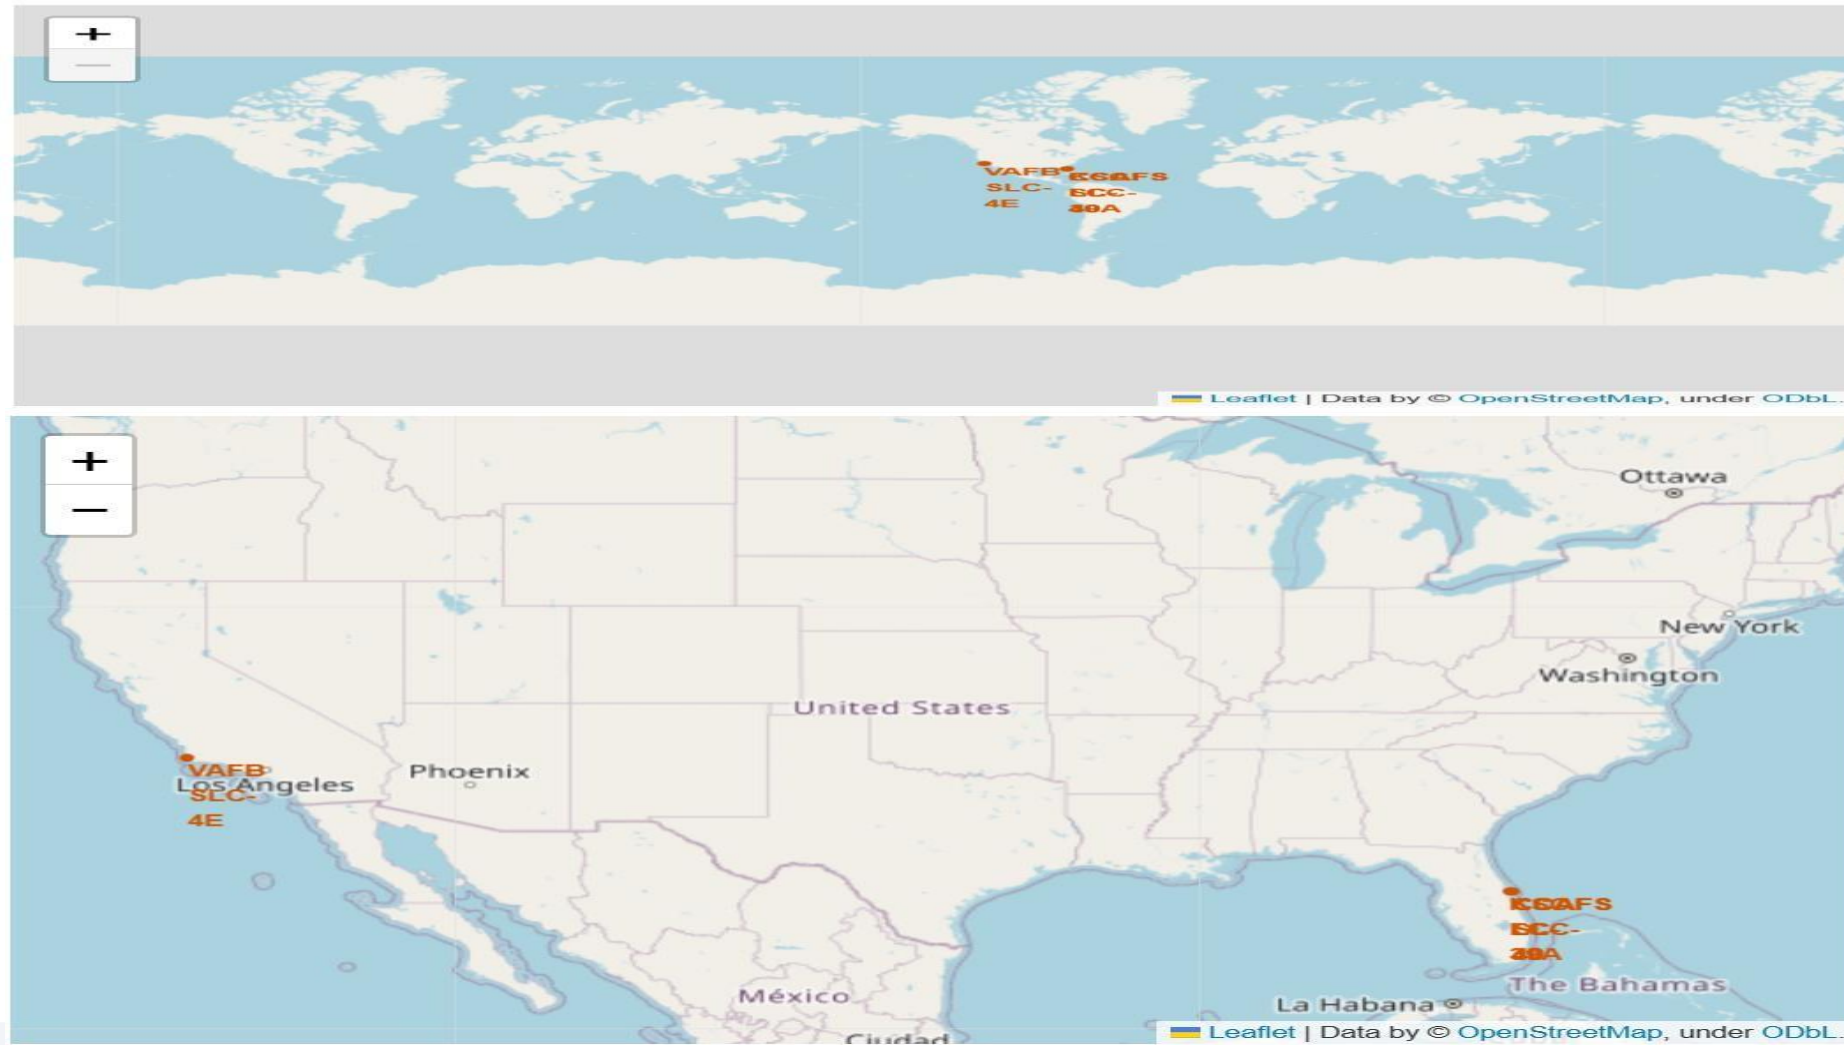 +
−
VAFB
SLC-
4E
Leaflet | Data by © OpenStreetMap, under ODbL.
+
−
Ottawa
New York
Washington
United States
VAFB
Los Angeles
SLC-
4E
Phoenix
México
The Bahamas
La Habana
Ciudad
Leaflet | Data by © OpenStreetMap, under ODbL.